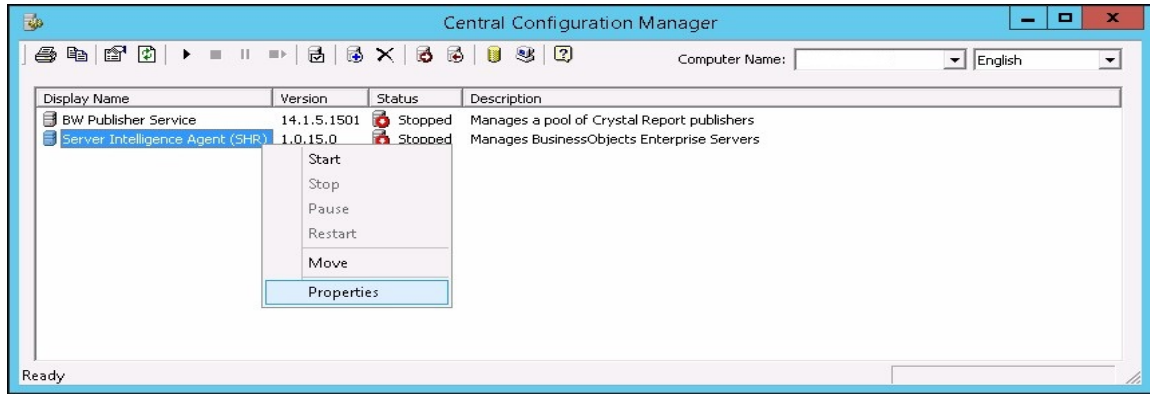 Central Configuration Manager
Computer Name: English
Display Name Version Status Description
BW Publisher Service 14.1.5.1501 Stopped Manages a pool of Crystal Report publishers
Server Intelligence Agent (SHR) 1.0.15.0 Stopped Manages BusinessObjects Enterprise Servers
Start
Stop
Pause
Restart
Move
Properties
Ready